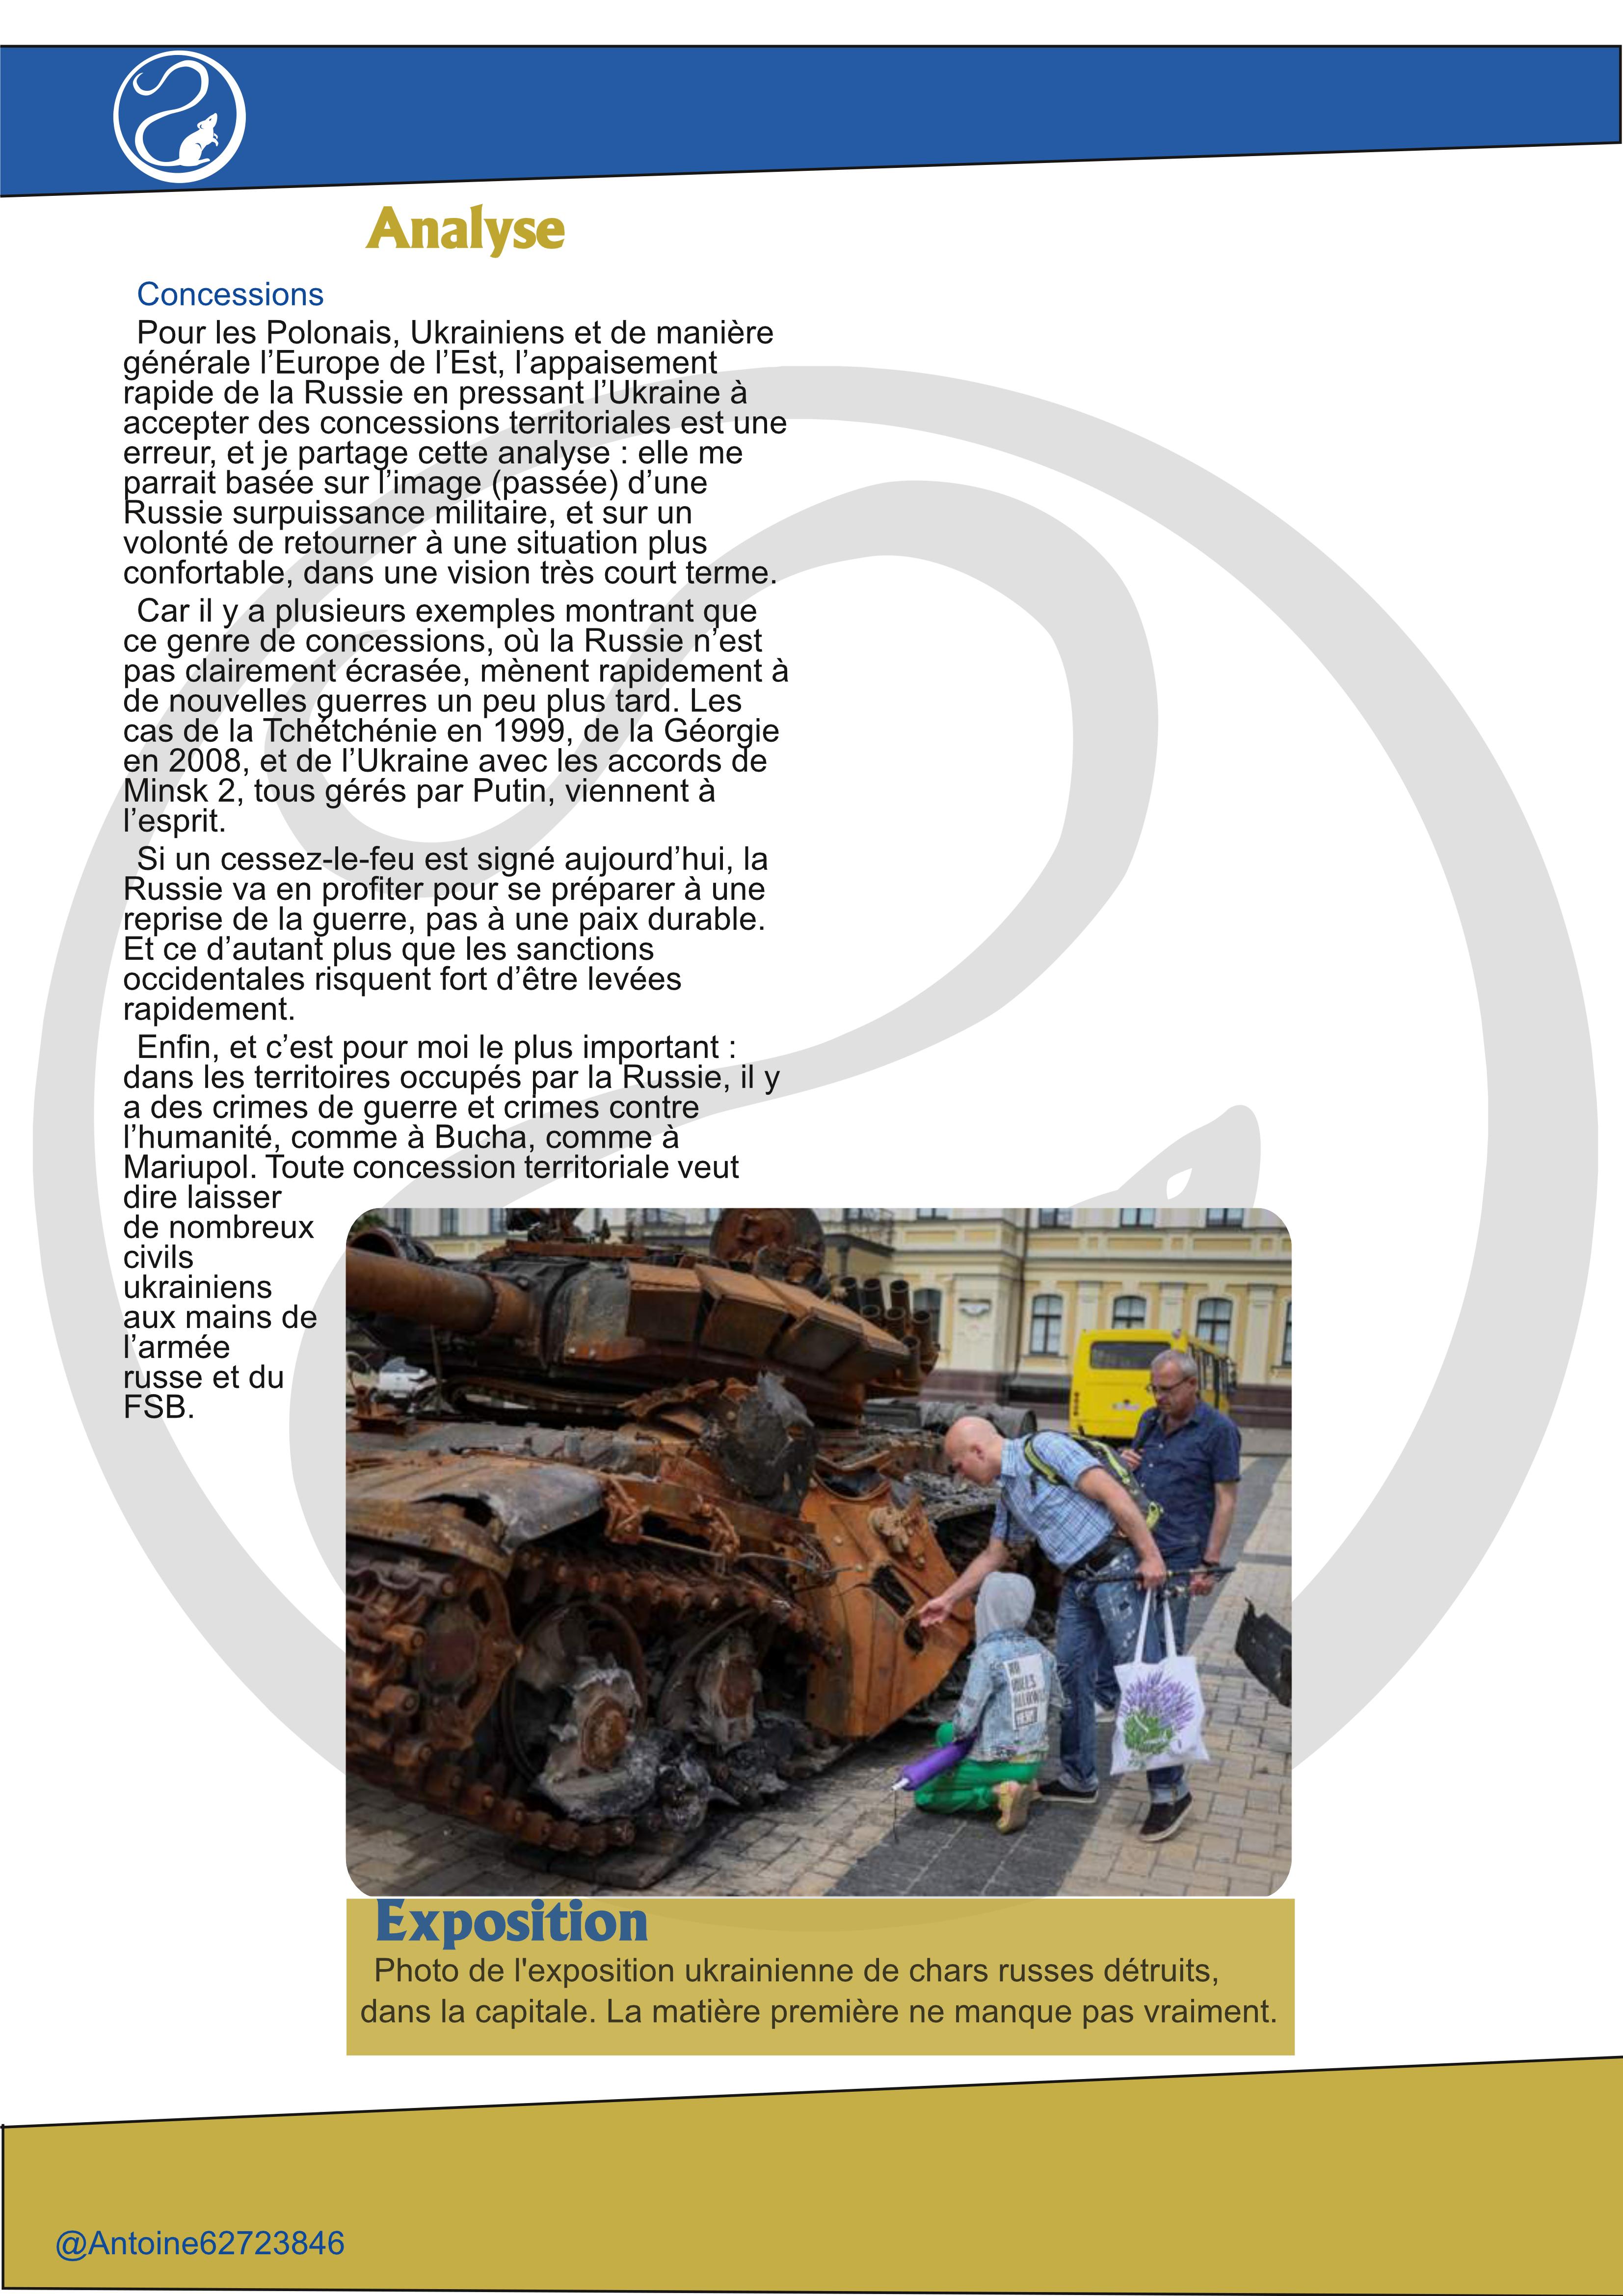 Analyse
Concessions
Pour les Polonais, Ukrainiens et de manière
générale l’Europe de l’Est, l’appaisement
rapide de la Russie en pressant l’Ukraine à
accepter des concessions territoriales est une
erreur, et je partage cette analyse : elle me
parrait basée sur l’image (passée) d’une
Russie surpuissance militaire, et sur un
volonté de retourner à une situation plus
confortable, dans une vision très court terme.
Car il y a plusieurs exemples montrant que
ce genre de concessions, où la Russie n’est
pas clairement écrasée, mènent rapidement à
de nouvelles guerres un peu plus tard. Les
cas de la Tchétchénie en 1999, de la Géorgie
en 2008, et de l’Ukraine avec les accords de
Minsk 2, tous gérés par Putin, viennent à
l’esprit.
Si un cessez-le-feu est signé aujourd’hui, la
Russie va en profiter pour se préparer à une
reprise de la guerre, pas à une paix durable.
Et ce d’autant plus que les sanctions
occidentales risquent fort d’être levées
rapidement.
Enfin, et c’est pour moi le plus important :
dans les territoires occupés par la Russie, il y
a des crimes de guerre et crimes contre
l’humanité, comme à Bucha, comme à
Mariupol. Toute concession territoriale veut
dire laisser
de nombreux
civils
ukrainiens
aux mains de
l’armée
russe et du
FSB.
NO
RULES
ALLOWED
HERE
Exposition
Photo de l'exposition ukrainienne de chars russes détruits,
dans la capitale. La matière première ne manque pas vraiment.
@Antoine62723846